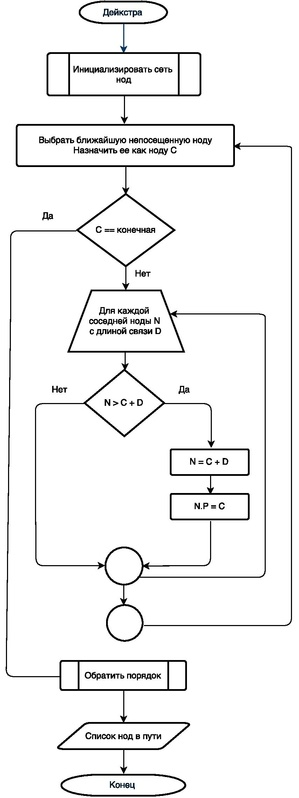 Дейкстра
Инициализировать сеть
нод
Выбрать ближайшую непосещенную ноду
Назначить ее как ноду C
Да
C == конечная
Нет
Для каждой
соседней ноды N
с длиной связи D
Нет
Да
N > C + D
N = C + D
N.P = C
Обратить порядок
Список нод в пути
Конец